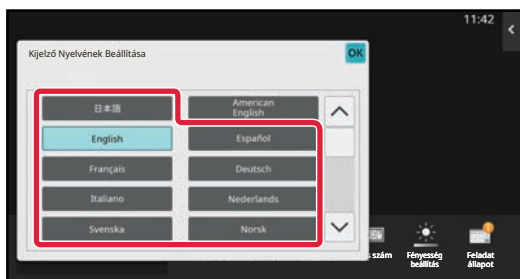 11:42
Kijelző Nyelvének Beállítása
OK
日本語
American
English
English
Español
Français
Deutsch
Italiano
Nederlands
Svenska
Norsk
szám
Fényesség
beállítás
Feladat
állapot